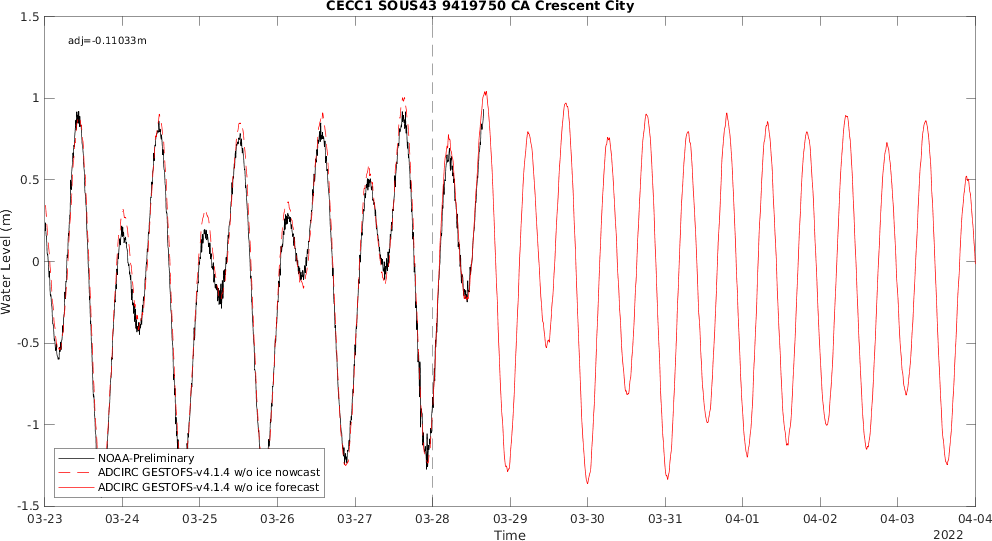 CECC1 SOUS43 9419750 CA Crescent City
adj=-0.11033m
Water Level (m)
1.5
1
0.5
0
-0.5
-1
-1.5
NOAA-Preliminary
ADCIRC GESTOFS-v4.1.4 w/o ice nowcast
ADCIRC GESTOFS-v4.1.4 w/o ice forecast
03-23 03-24 03-25 03-26 03-27 03-28 03-29 03-30 03-31 04-01 04-02 04-03 04-04
Time
2022